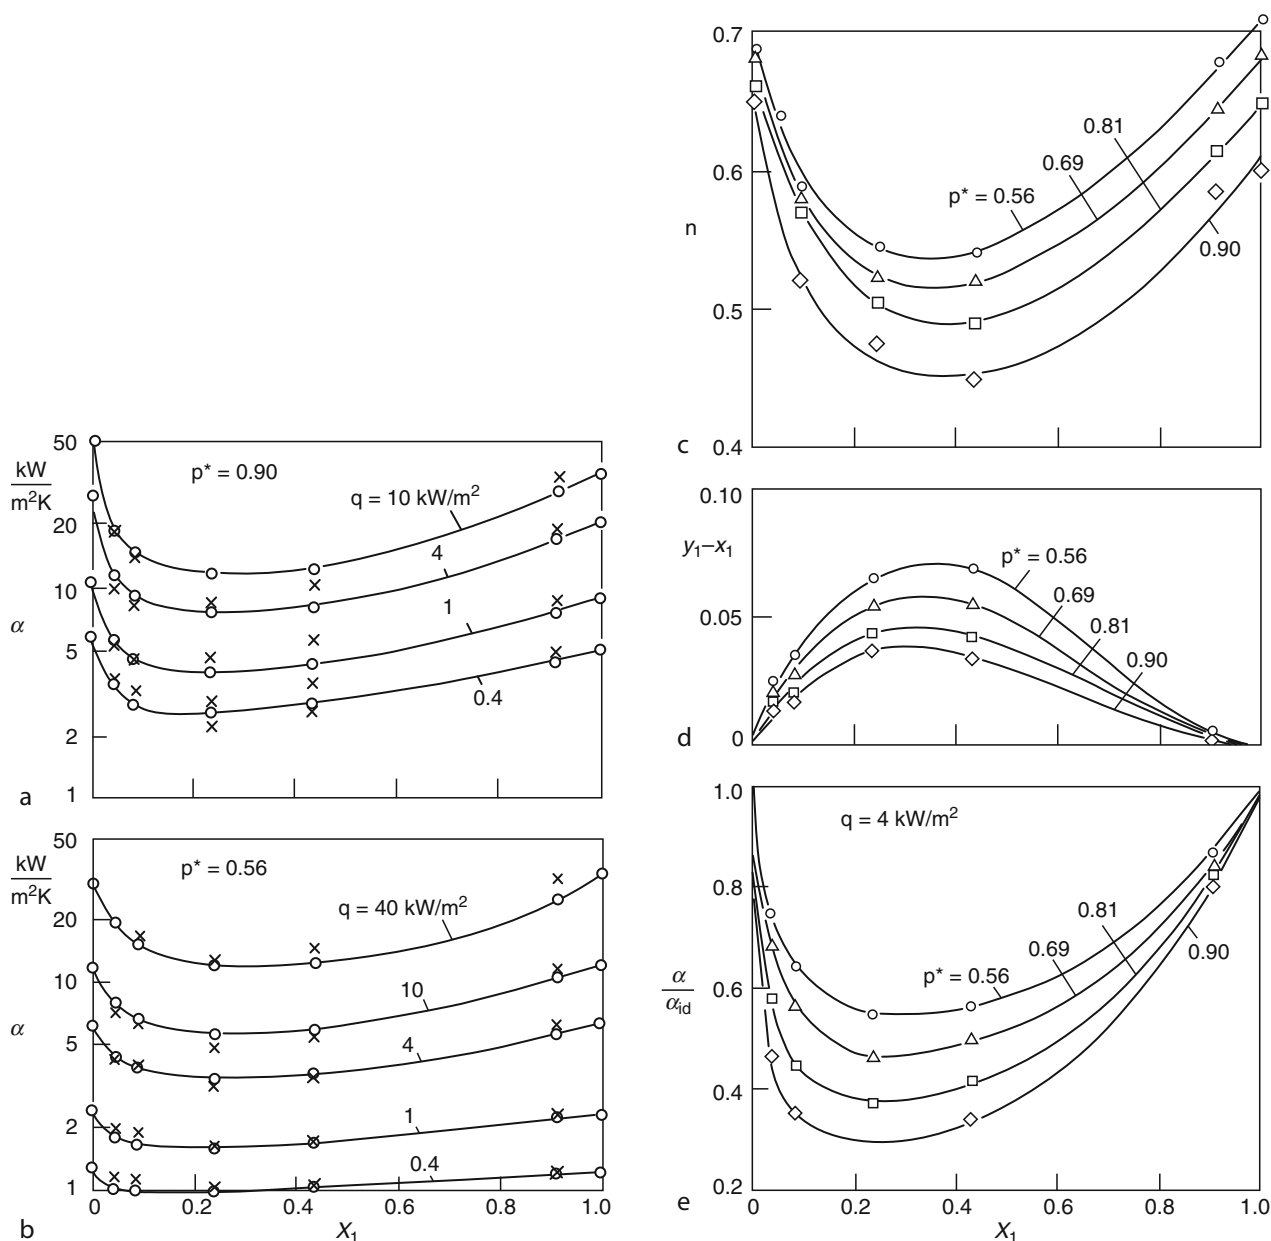 50
kW
m²K
20
10
α
5
2
1
a
p* = 0.90
q = 10 kW/m²
4
1
0.4
50
kW
m²K
20
10
α
5
2
1
b
p* = 0.56
q = 40 kW/m²
10
4
1
0.4
0 0.2 0.4 0.6 0.8 1.0
X₁
0.7
0.6
n
0.5
0.4
c
0.81
0.69
p* = 0.56
0.90
0.10
y₁–x₁
0.05
0
d
p* = 0.56
0.69
0.81
0.90
1.0
0.8
α
αid
0.6
0.4
0.2
e
q = 4 kW/m²
0.81
0.69
p* = 0.56
0.90
0 0.2 0.4 0.6 0.8 1.0
X₁